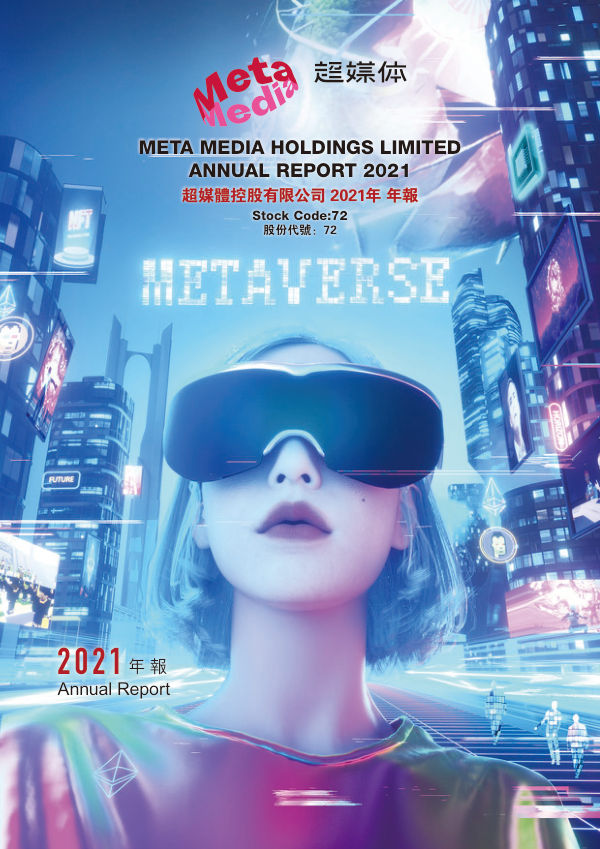 Meta
Media
超媒体
META MEDIA HOLDINGS LIMITED
ANNUAL REPORT 2021
超媒體控股有限公司 2021年 年報
Stock Code:72
股份代號：72
METAVERSE
NFT
FUTURE
HORIZON
2021 年報
Annual Report